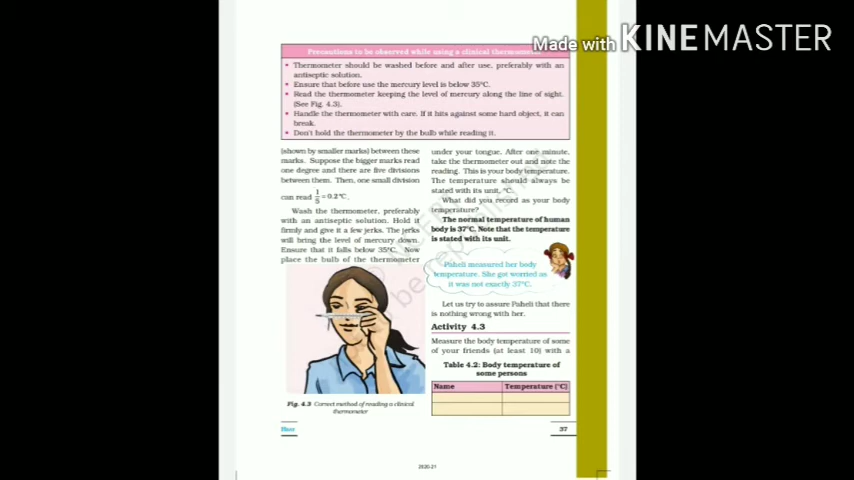 Made with KINEMASTER
Precautions to be observed while using a clinical thermometer
• Thermometer should be washed before and after use, preferably with an
antiseptic solution.
• Ensure that before use the mercury level is below 35°C.
• Read the thermometer keeping the level of mercury along the line of sight.
(See Fig. 4.3).
• Handle the thermometer with care. If it hits against some hard object, it can
break.
• Don't hold the thermometer by the bulb while reading it.
(shown by smaller marks) between these
marks. Suppose the bigger marks read
one degree and there are five divisions
between them. Then, one small division
can read 1/5 = 0.2°C.
Wash the thermometer, preferably
with an antiseptic solution. Hold it
firmly and give it a few jerks. The jerks
will bring the level of mercury down.
Ensure that it falls below 35°C. Now
place the bulb of the thermometer
Fig. 4.3 Correct method of reading a clinical
thermometer
under your tongue. After one minute,
take the thermometer out and note the
reading. This is your body temperature.
The temperature should always be
stated with its unit, °C.
What did you record as your body
temperature?
The normal temperature of human
body is 37°C. Note that the temperature
is stated with its unit.
Paheli measured her body
temperature. She got worried as
it was not exactly 37°C.
Let us try to assure Paheli that there
is nothing wrong with her.
Activity 4.3
Measure the body temperature of some
of your friends (at least 10) with a
Table 4.2: Body temperature of
some persons
Name Temperature (°C)
Heat
37
2020-21